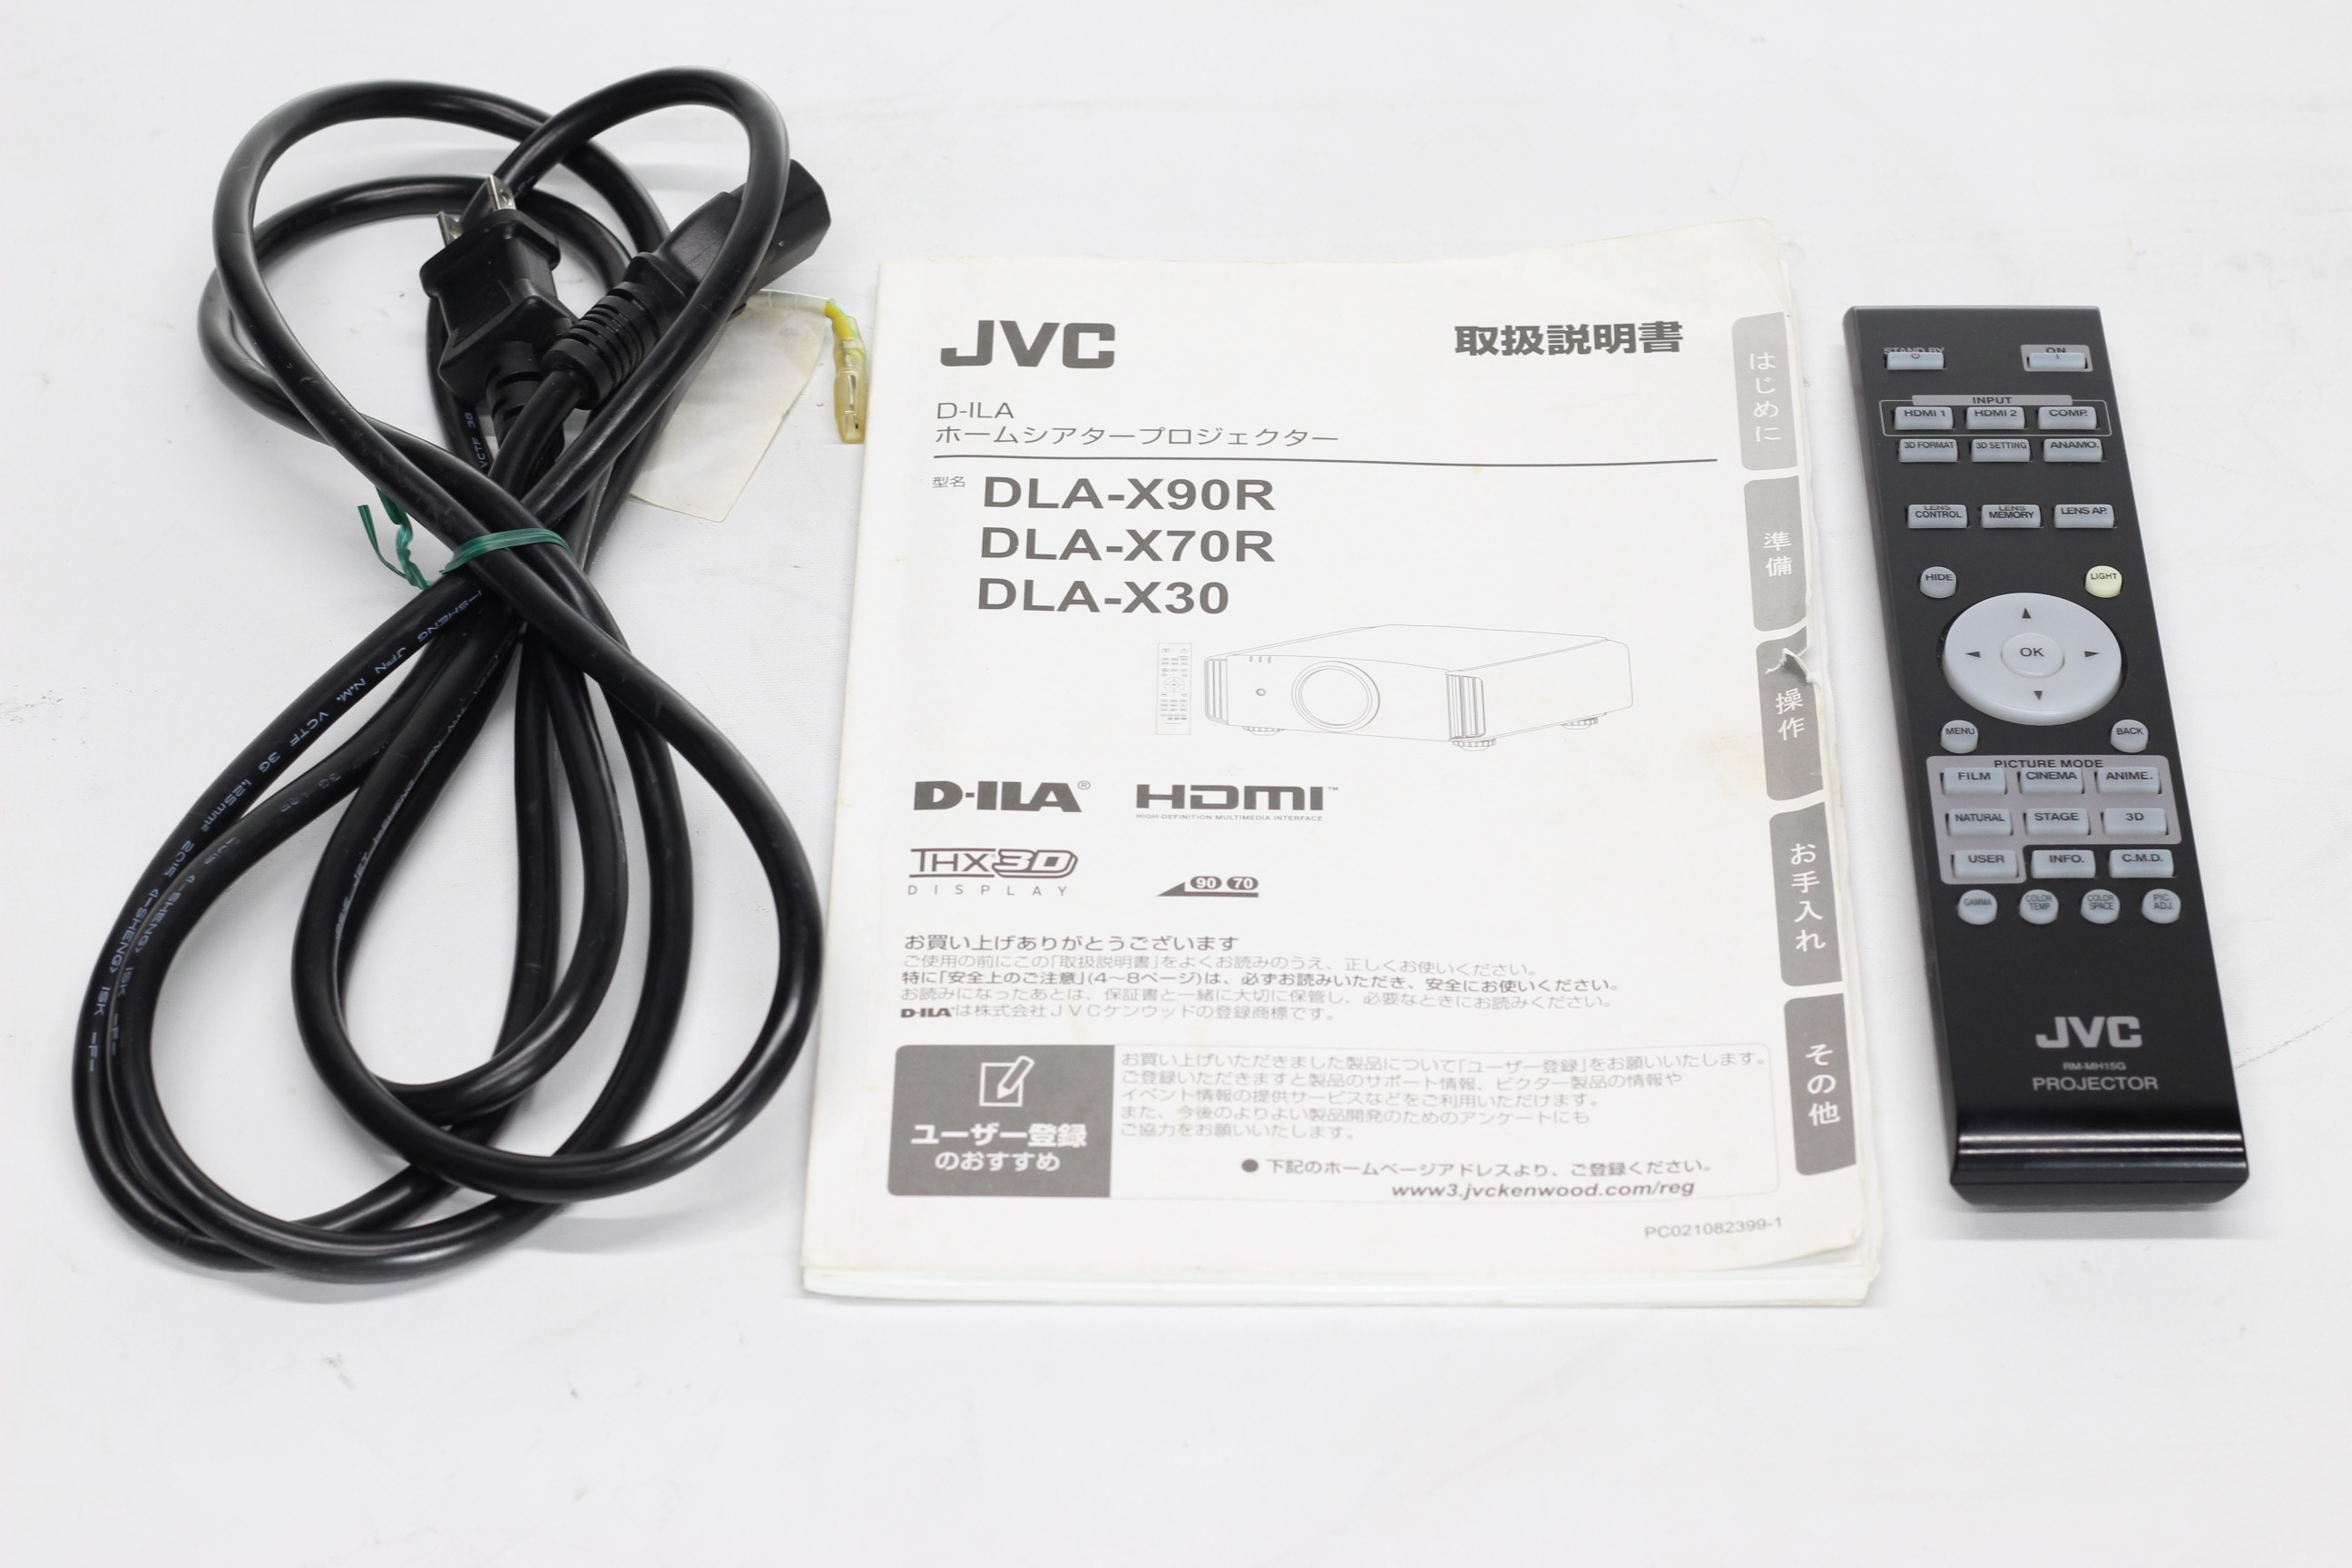 JVC
取扱説明書
D-ILA
ホームシアタープロジェクター
型名 DLA-X90R
DLA-X70R
DLA-X30
D-ILA®
HDMI™
HIGH-DEFINITION MULTIMEDIA INTERFACE
THX 3D
DISPLAY
90 70
お買い上げありがとうございます
ご使用の前にこの「取扱説明書」をよくお読みのうえ、正しくお使いください。
特に「安全上のご注意」(4～8ページ)は、必ずお読みいただき、安全にお使いください。
お読みになったあとは、保証書と一緒に大切に保管し、必要なときにお読みください。
D-ILAは株式会社JVCケンウッドの登録商標です。
ユーザー登録
のおすすめ
お買い上げいただきました製品について「ユーザー登録」をお願いいたします。
ご登録いただきますと製品のサポート情報、ビクター製品の情報や
イベント情報の提供サービスなどをご利用いただけます。
また、今後のよりよい製品開発のためのアンケートにも
ご協力をお願いいたします。
● 下記のホームページアドレスより、ご登録ください。
www3.jvckenwood.com/reg
PC021082399-1
はじめに
準備
操作
お手入れ
その他
STAND BY
ON
INPUT
HDMI 1 HDMI 2 COMP.
3D FORMAT 3D SETTING ANAMO.
LENS CONTROL LENS MEMORY LENS AP.
HIDE LIGHT
OK
MENU BACK
PICTURE MODE
FILM CINEMA ANIME.
NATURAL STAGE 3D
USER INFO. C.M.D.
GAMMA COLOR TEMP COLOR SPACE PIC. ADJ.
JVC
RM-MH15G
PROJECTOR
I-SHENG JPN N.M. VCTF 3G 1.25mm² 2015 <I-SHENG> ISK -F-
VCTF 3G